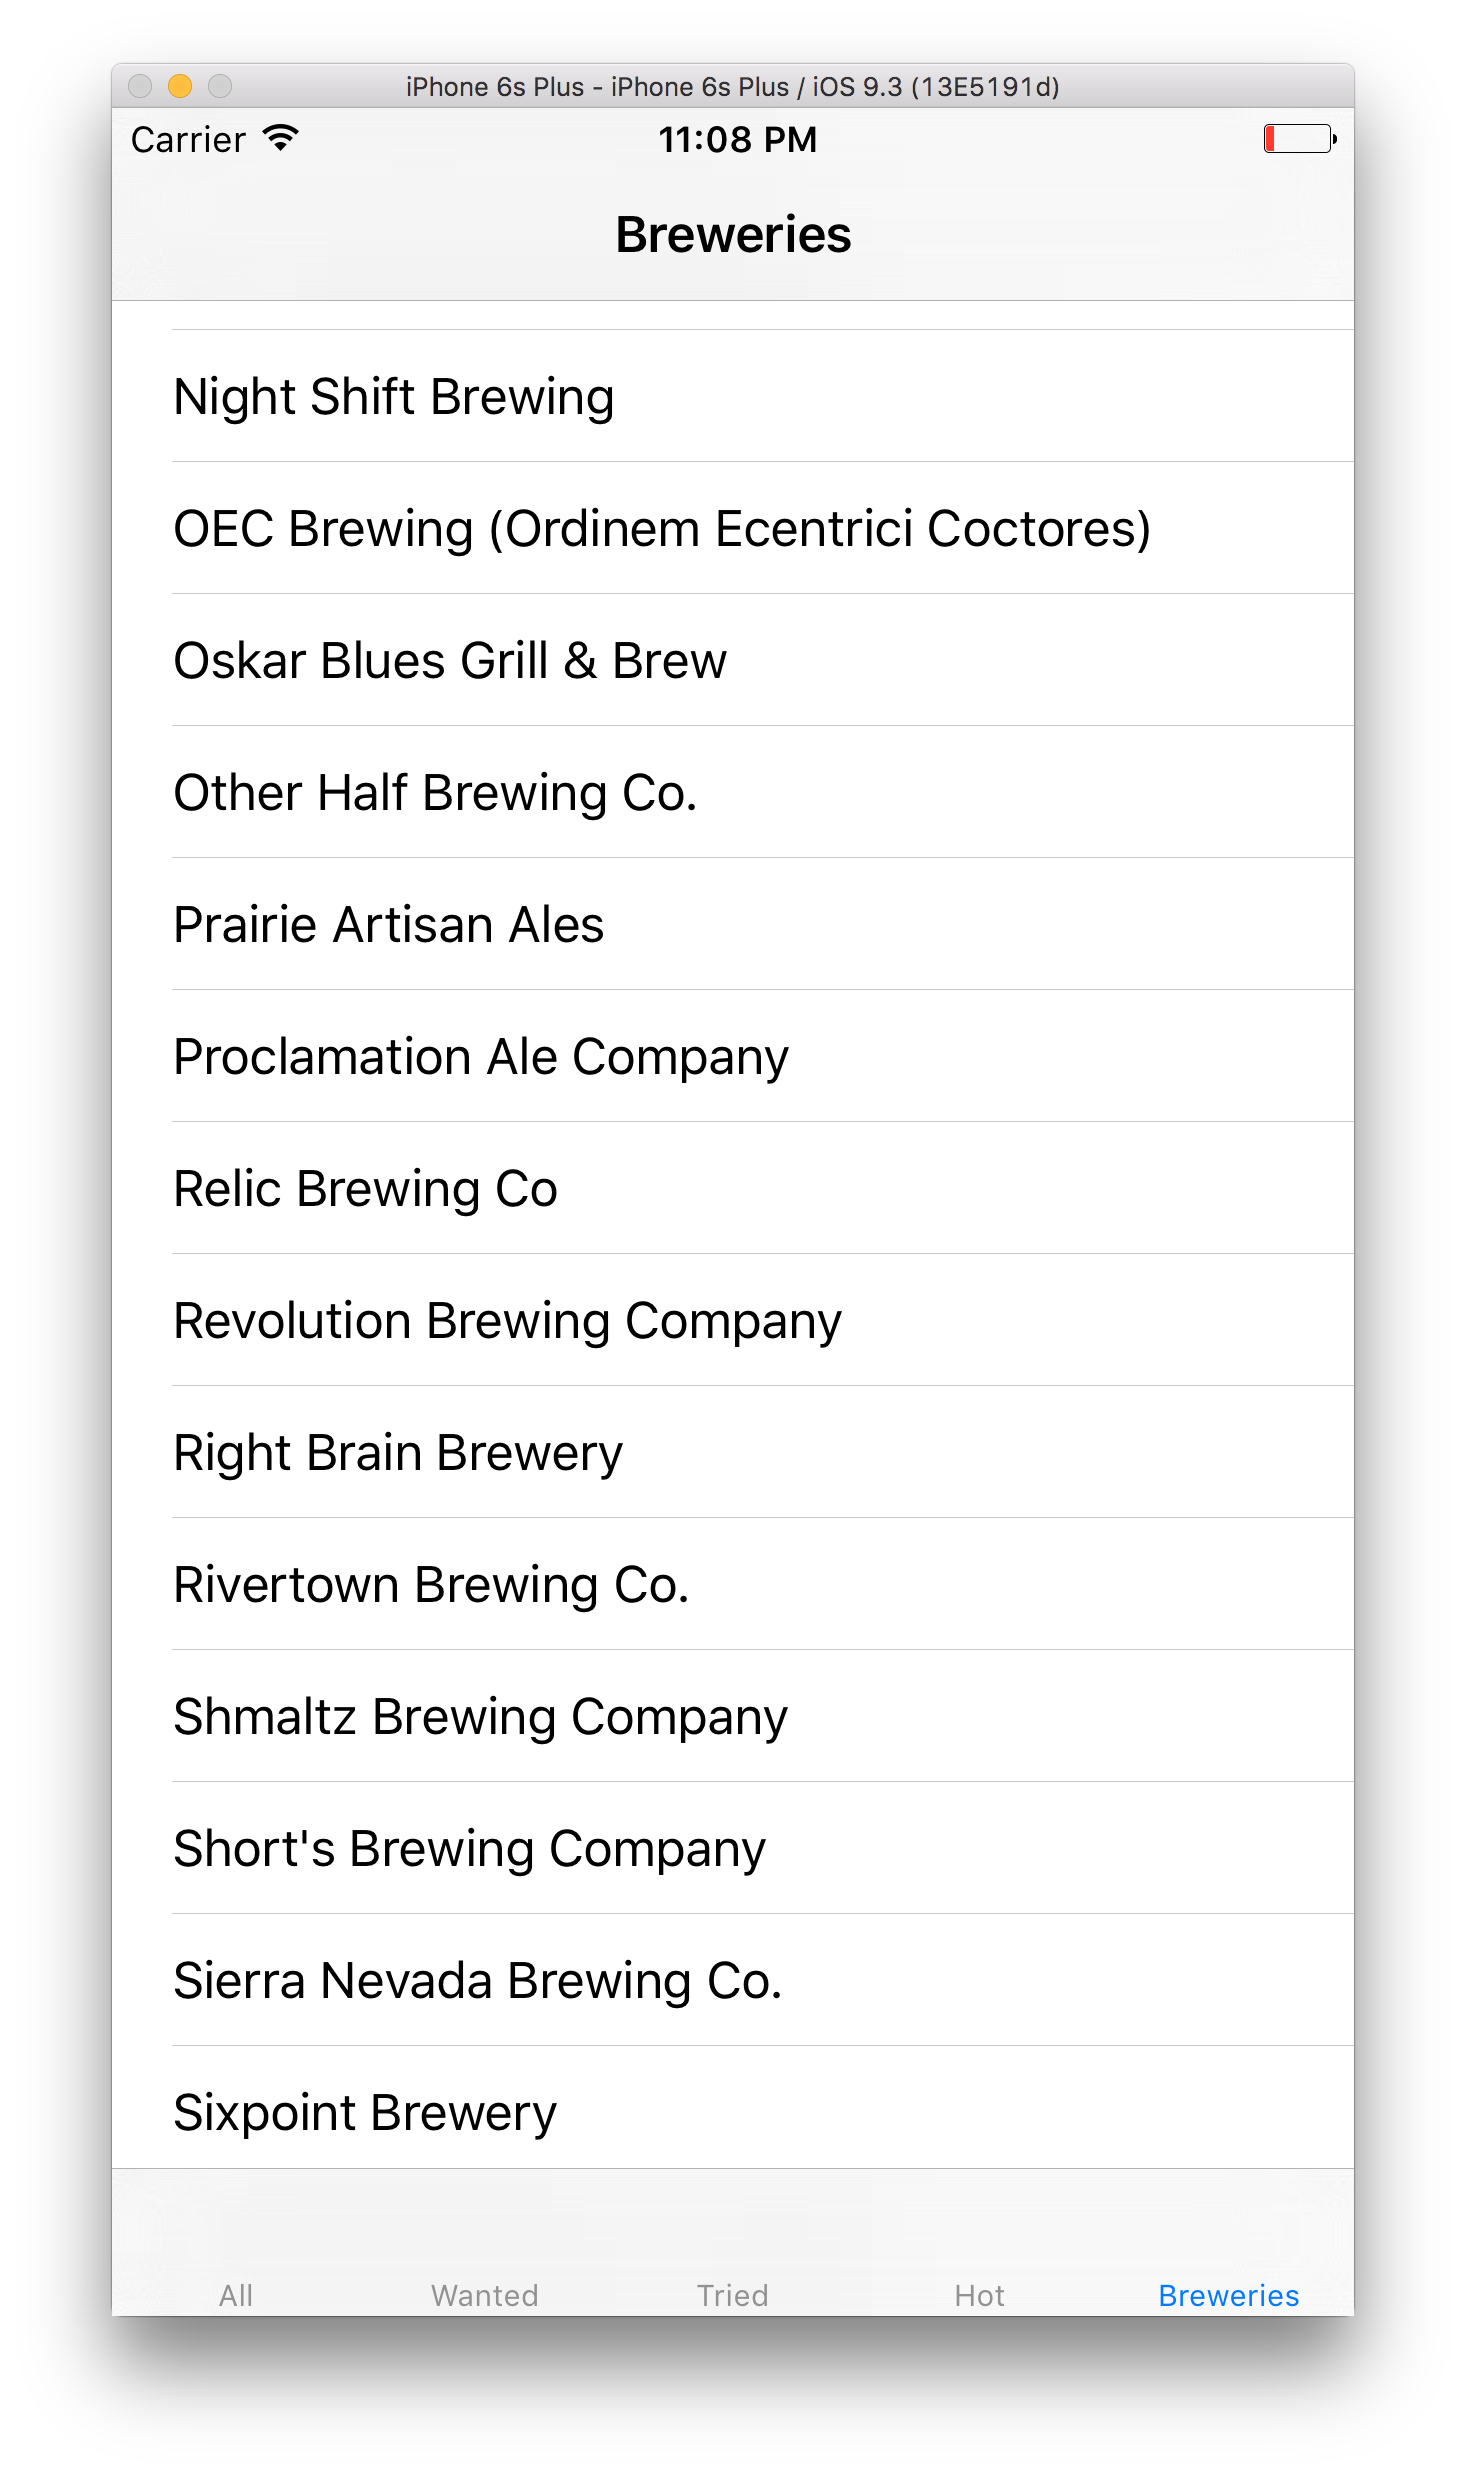 iPhone 6s Plus - iPhone 6s Plus / iOS 9.3 (13E5191d)
Carrier 11:08 PM
Breweries
Night Shift Brewing
OEC Brewing (Ordinem Ecentrici Coctores)
Oskar Blues Grill & Brew
Other Half Brewing Co.
Prairie Artisan Ales
Proclamation Ale Company
Relic Brewing Co
Revolution Brewing Company
Right Brain Brewery
Rivertown Brewing Co.
Shmaltz Brewing Company
Short's Brewing Company
Sierra Nevada Brewing Co.
Sixpoint Brewery
All Wanted Tried Hot Breweries